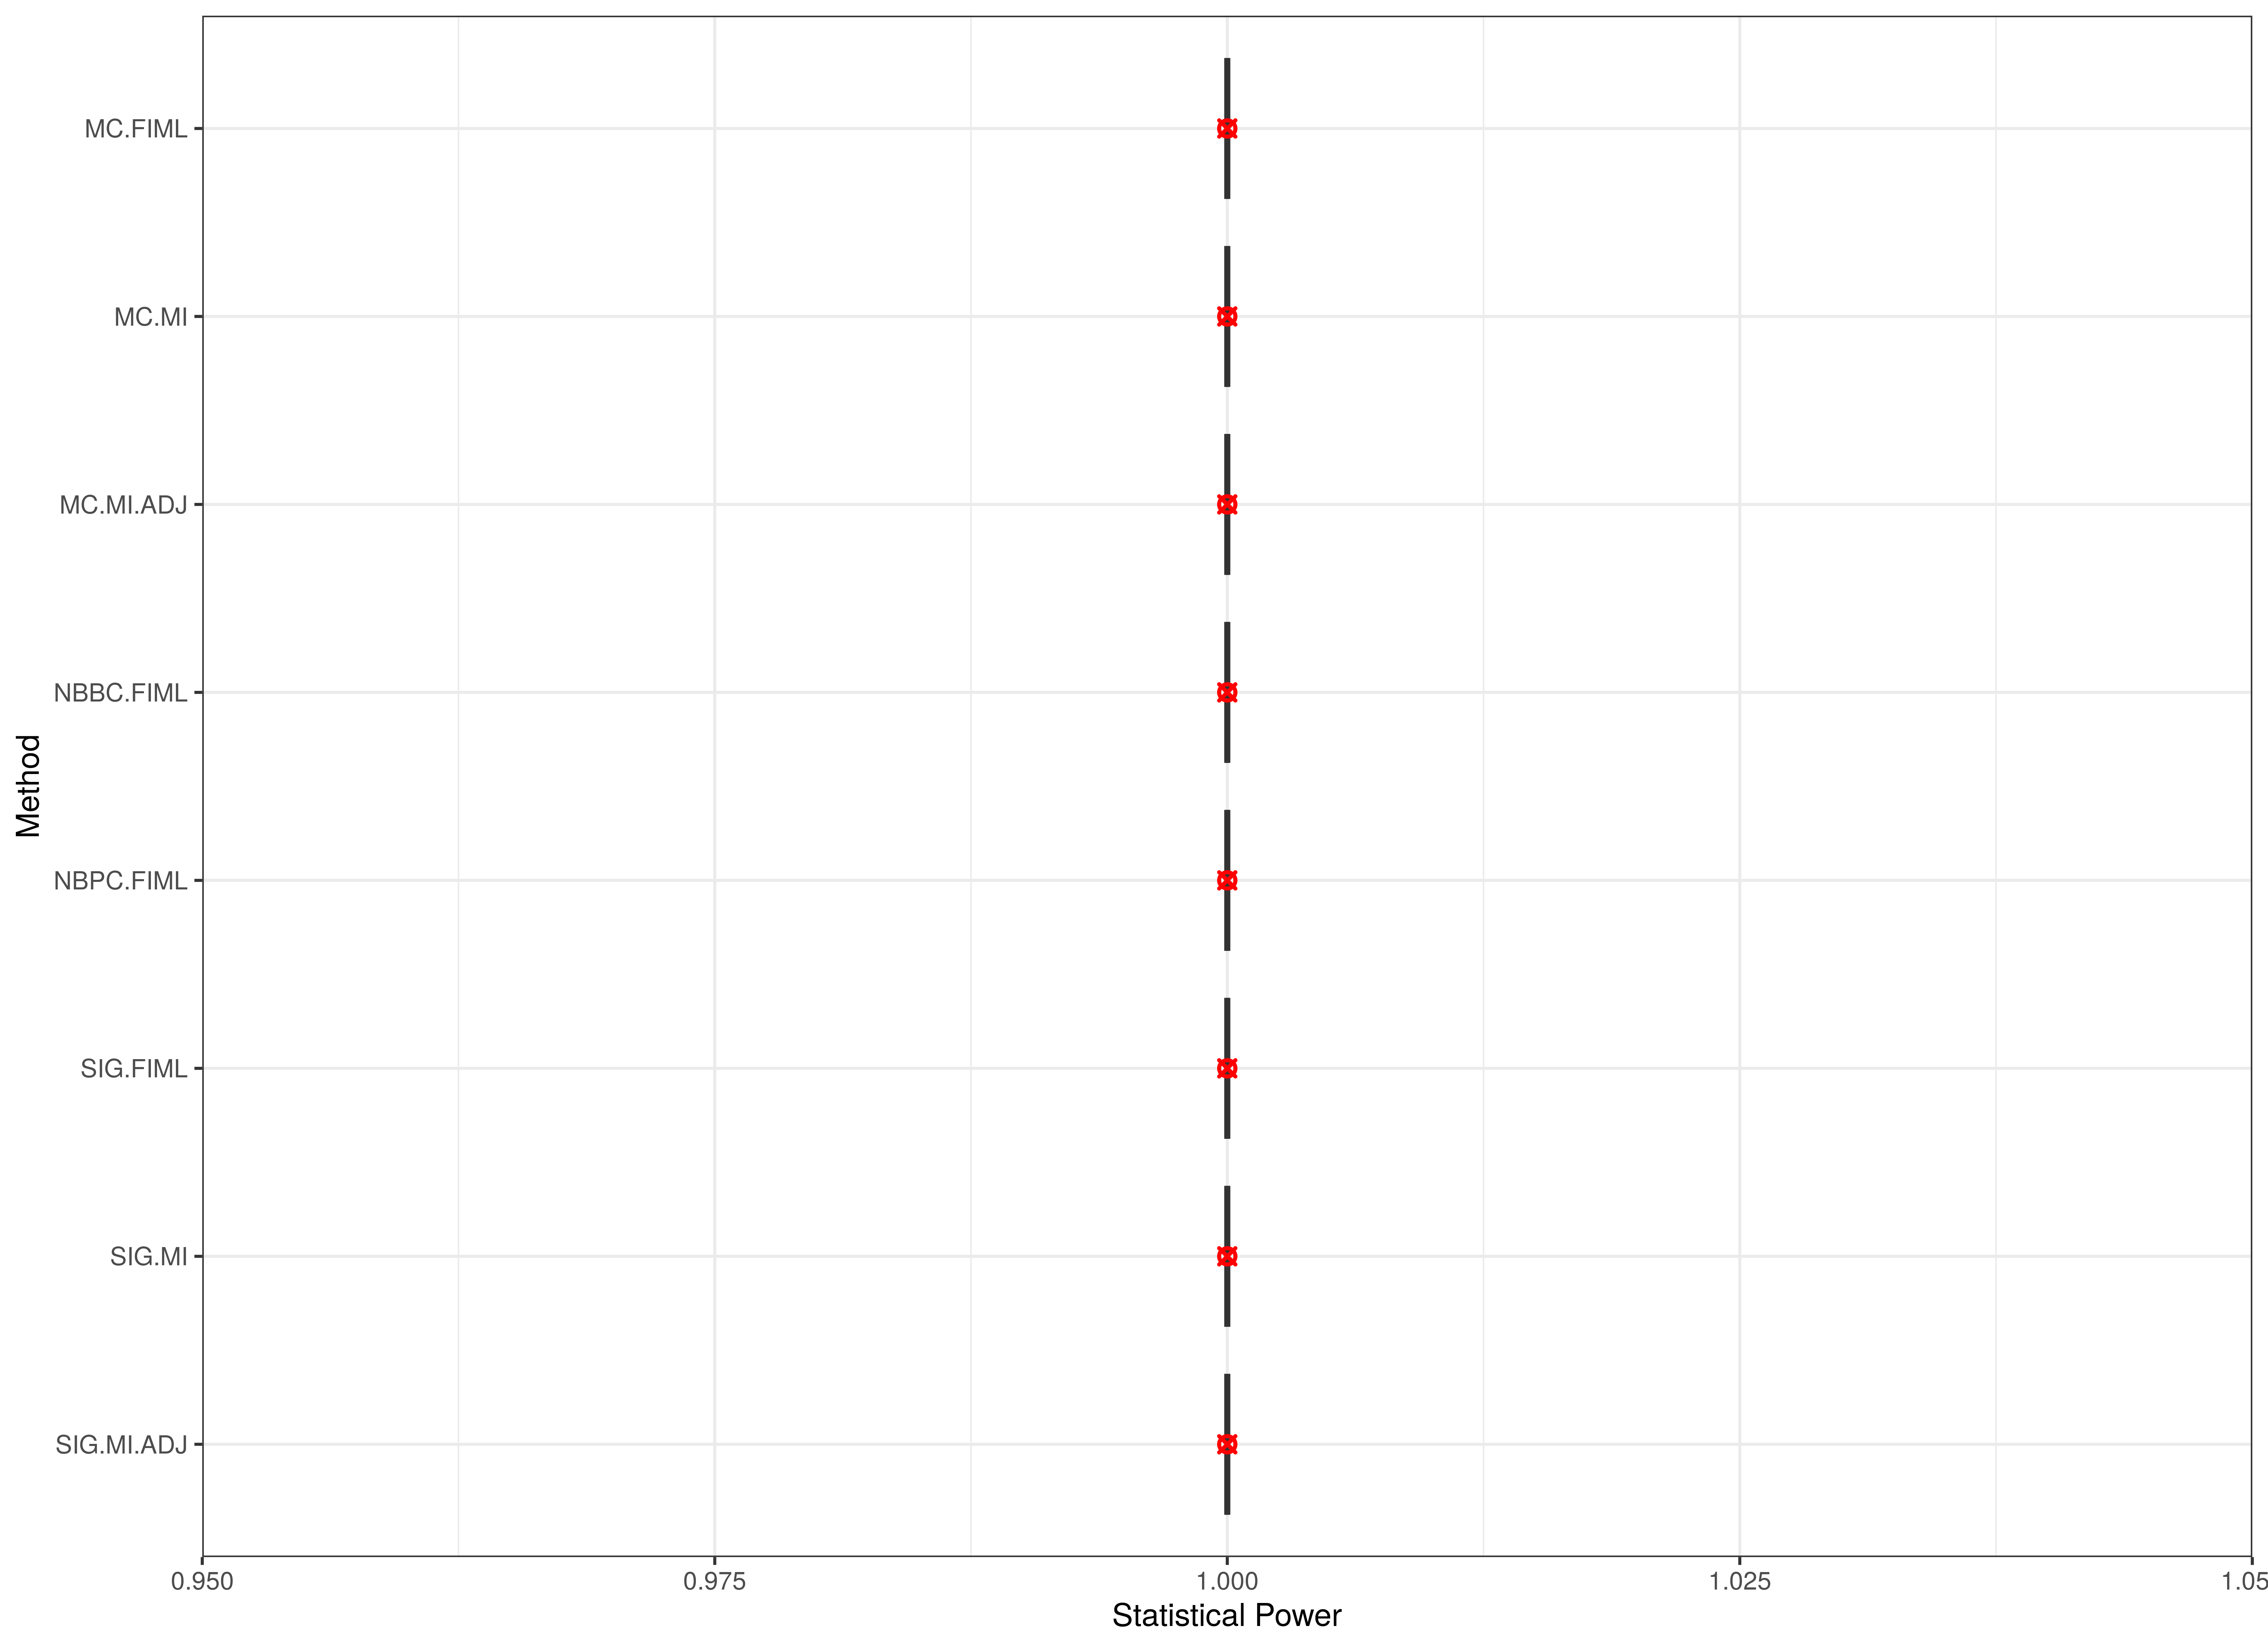 MC.FIML
MC.MI
MC.MI.ADJ
NBBC.FIML
NBPC.FIML
SIG.FIML
SIG.MI
SIG.MI.ADJ
Method
0.950 0.975 1.000 1.025 1.05
Statistical Power